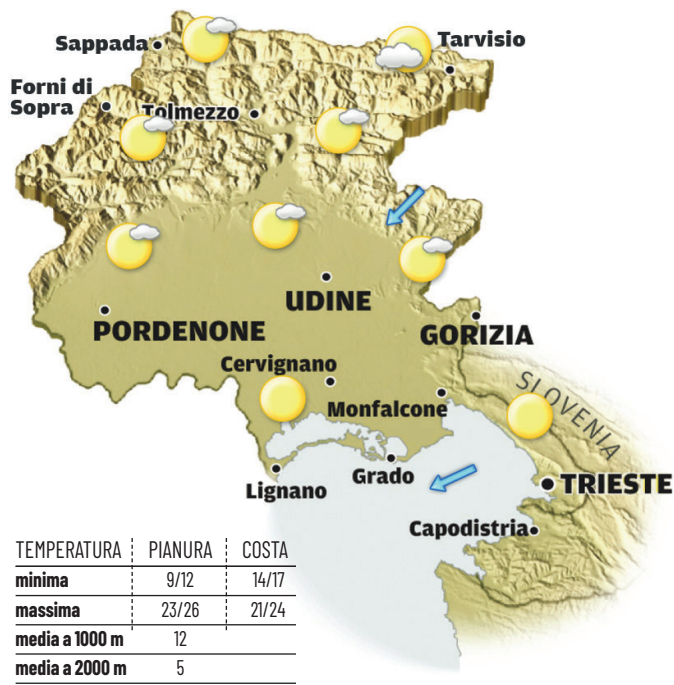 Sappada
Tarvisio
Forni di
Sopra
Tolmezzo
UDINE
PORDENONE
GORIZIA
Cervignano
SLOVENIA
Monfalcone
Grado
Lignano
TRIESTE
Capodistria
TEMPERATURA PIANURA COSTA
minima 9/12 14/17
massima 23/26 21/24
media a 1000 m 12
media a 2000 m 5